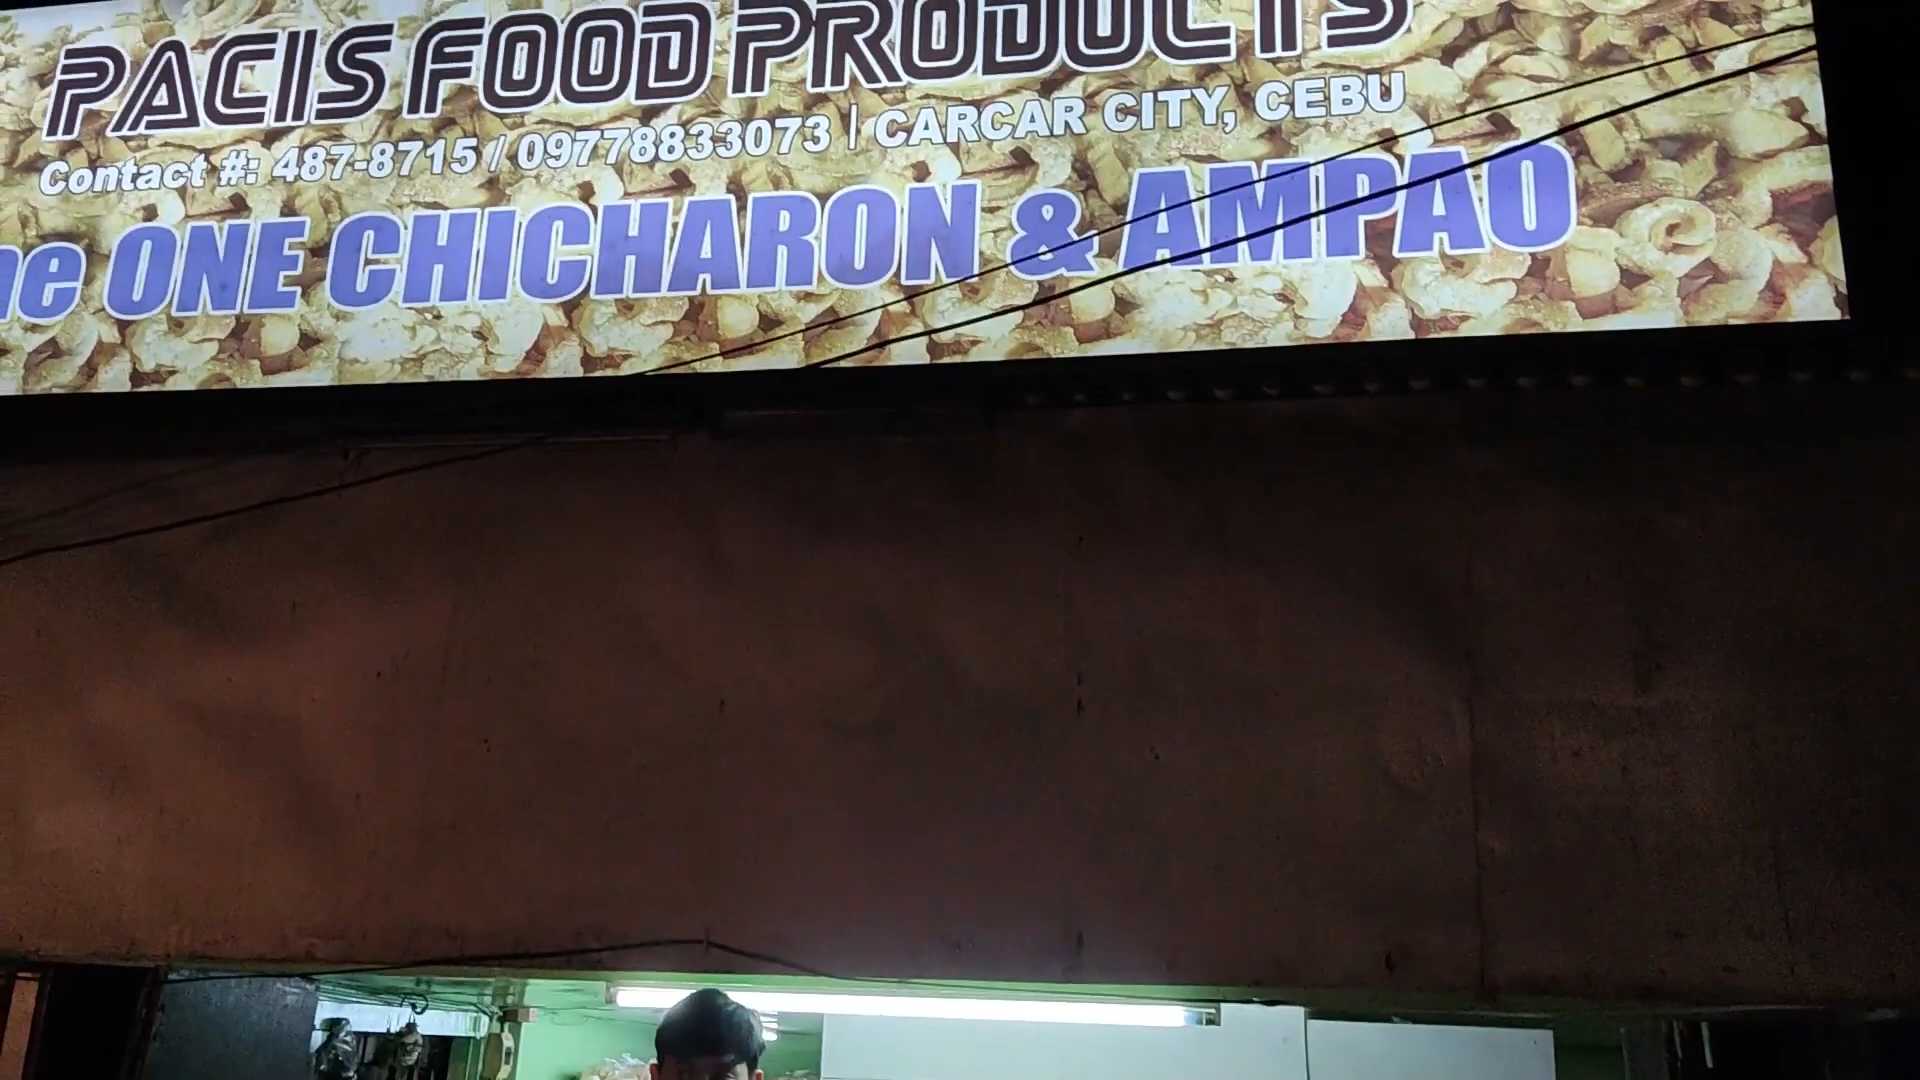 PACIS FOOD PRODUCTS
Contact #: 487-8715 / 09778833073 | CARCAR CITY, CEBU
ONE CHICHARON & AMPAO